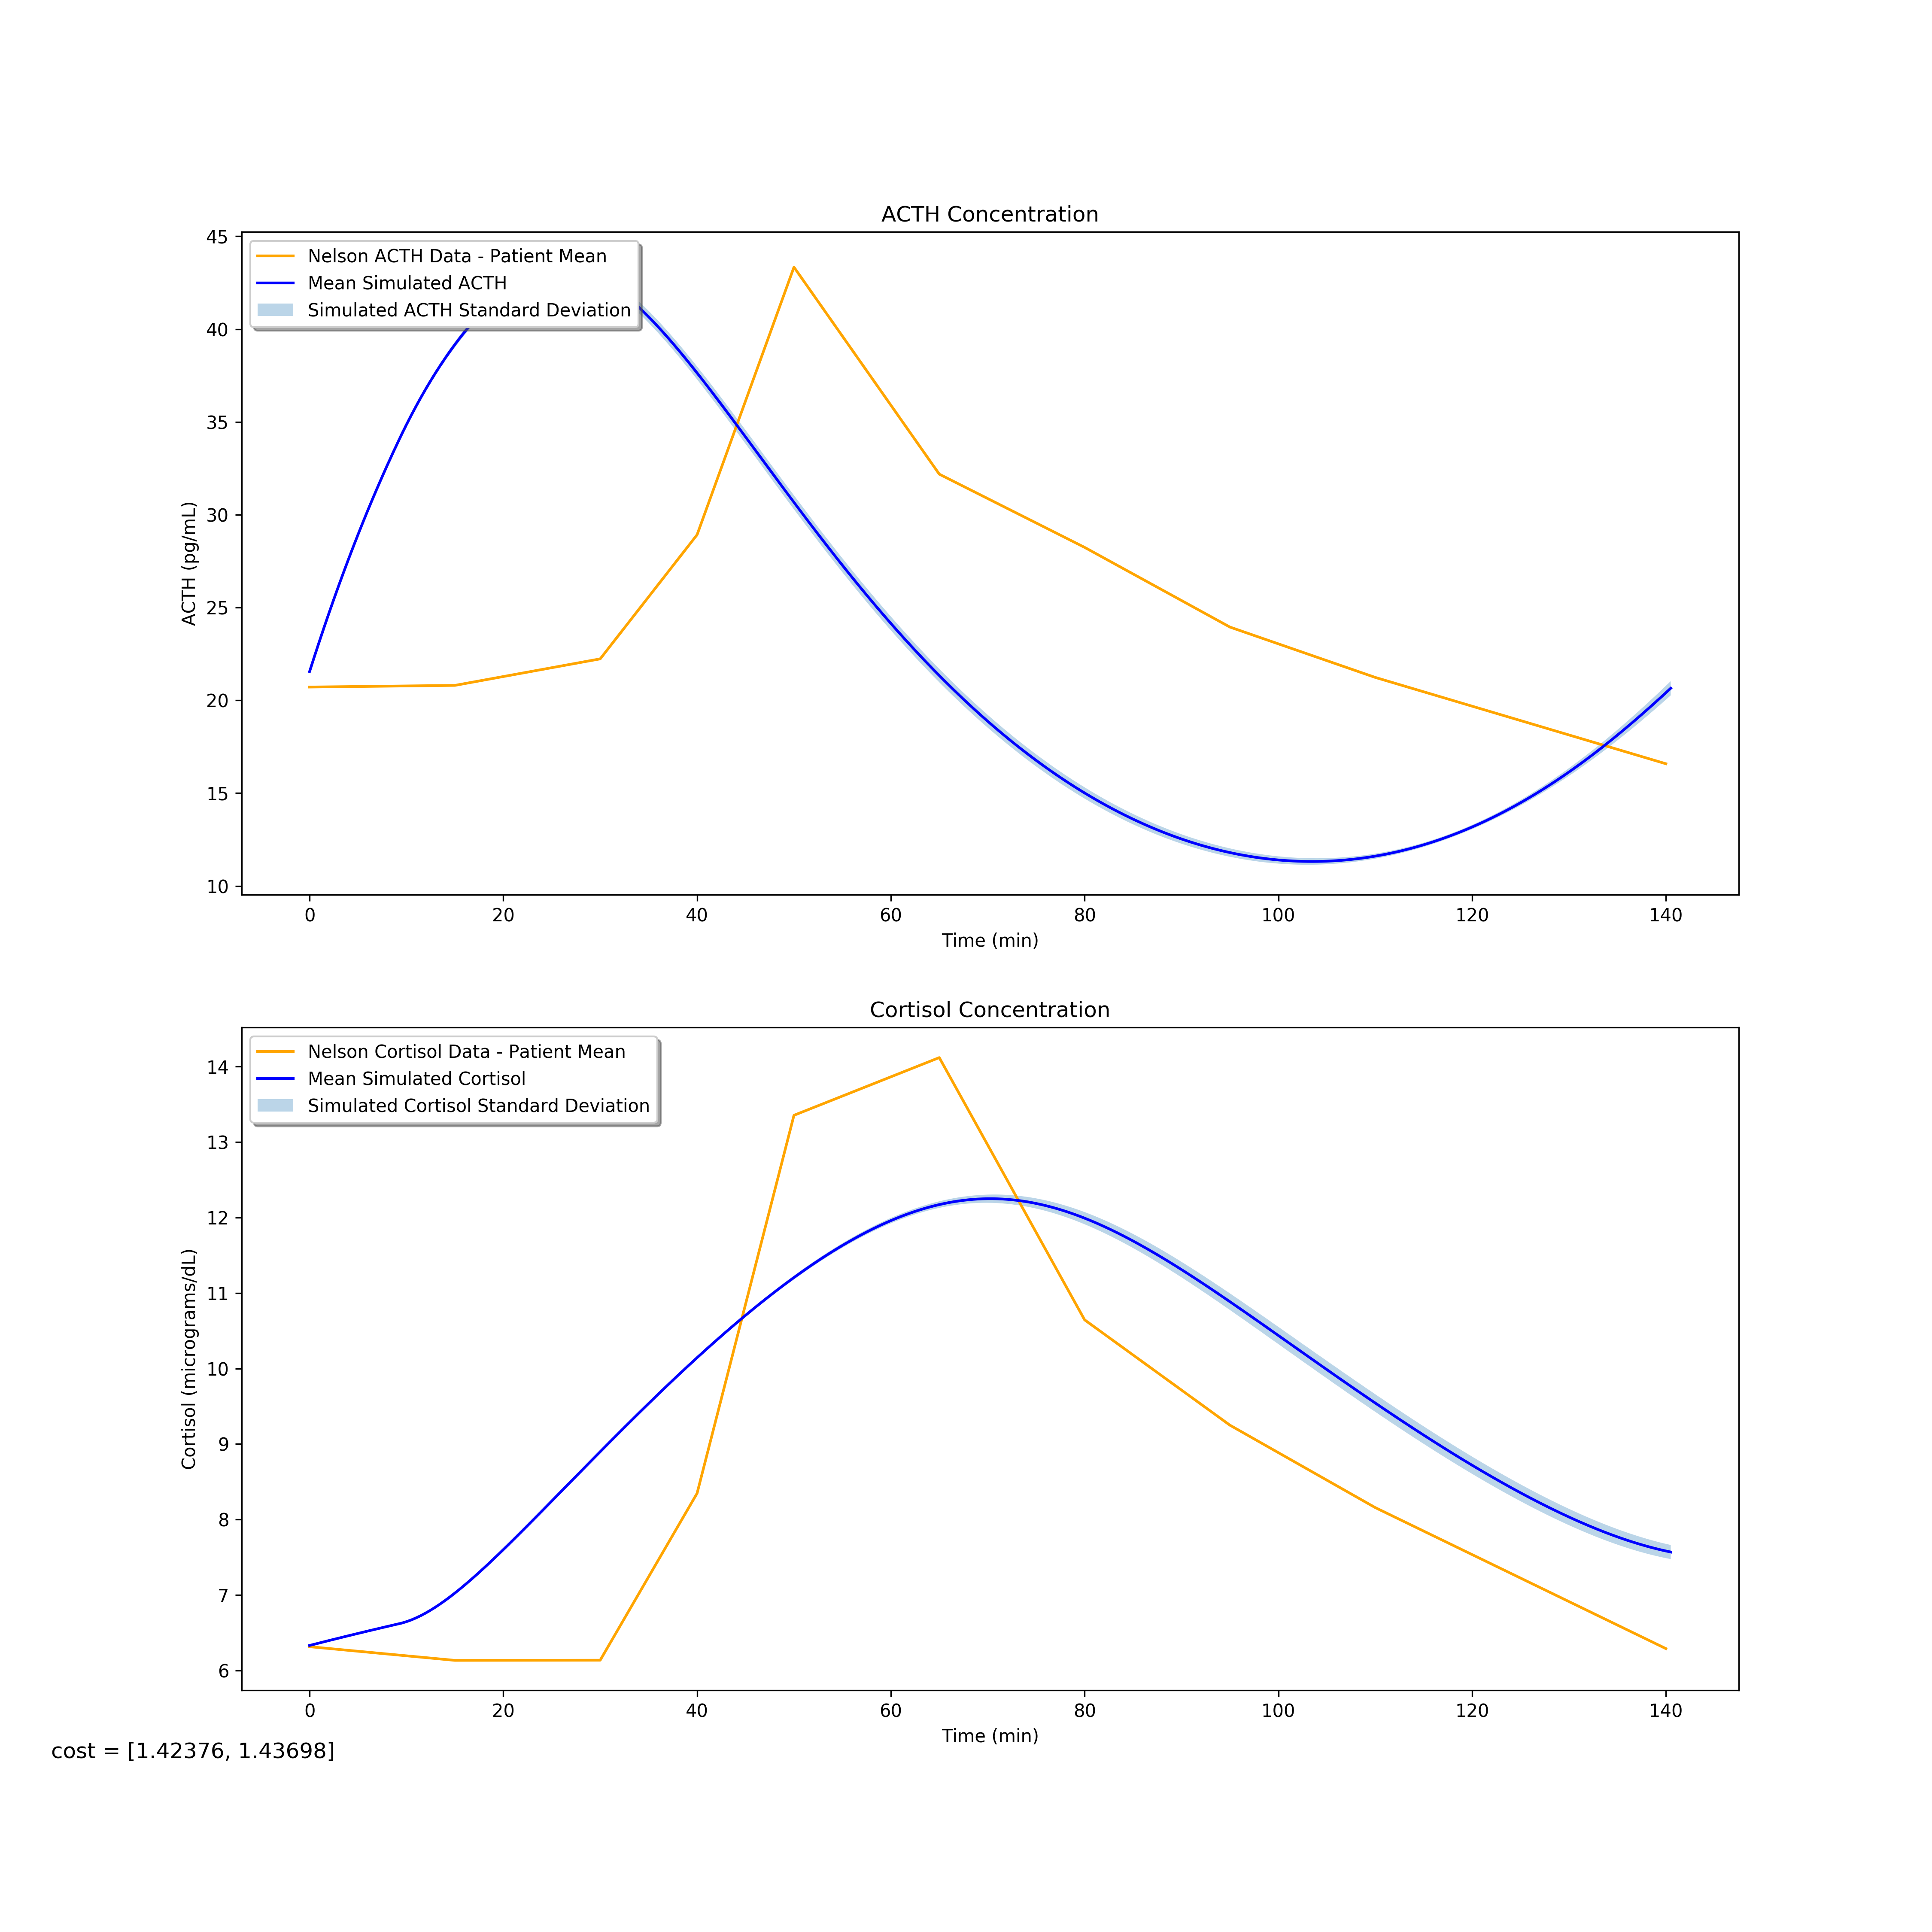 ACTH Concentration
Nelson ACTH Data - Patient Mean
Mean Simulated ACTH
Simulated ACTH Standard Deviation
ACTH (pg/mL)
45
40
35
30
25
20
15
10
0 20 40 60 80 100 120 140
Time (min)
Cortisol Concentration
Nelson Cortisol Data - Patient Mean
Mean Simulated Cortisol
Simulated Cortisol Standard Deviation
Cortisol (micrograms/dL)
14
13
12
11
10
9
8
7
6
0 20 40 60 80 100 120 140
Time (min)
cost = [1.42376, 1.43698]